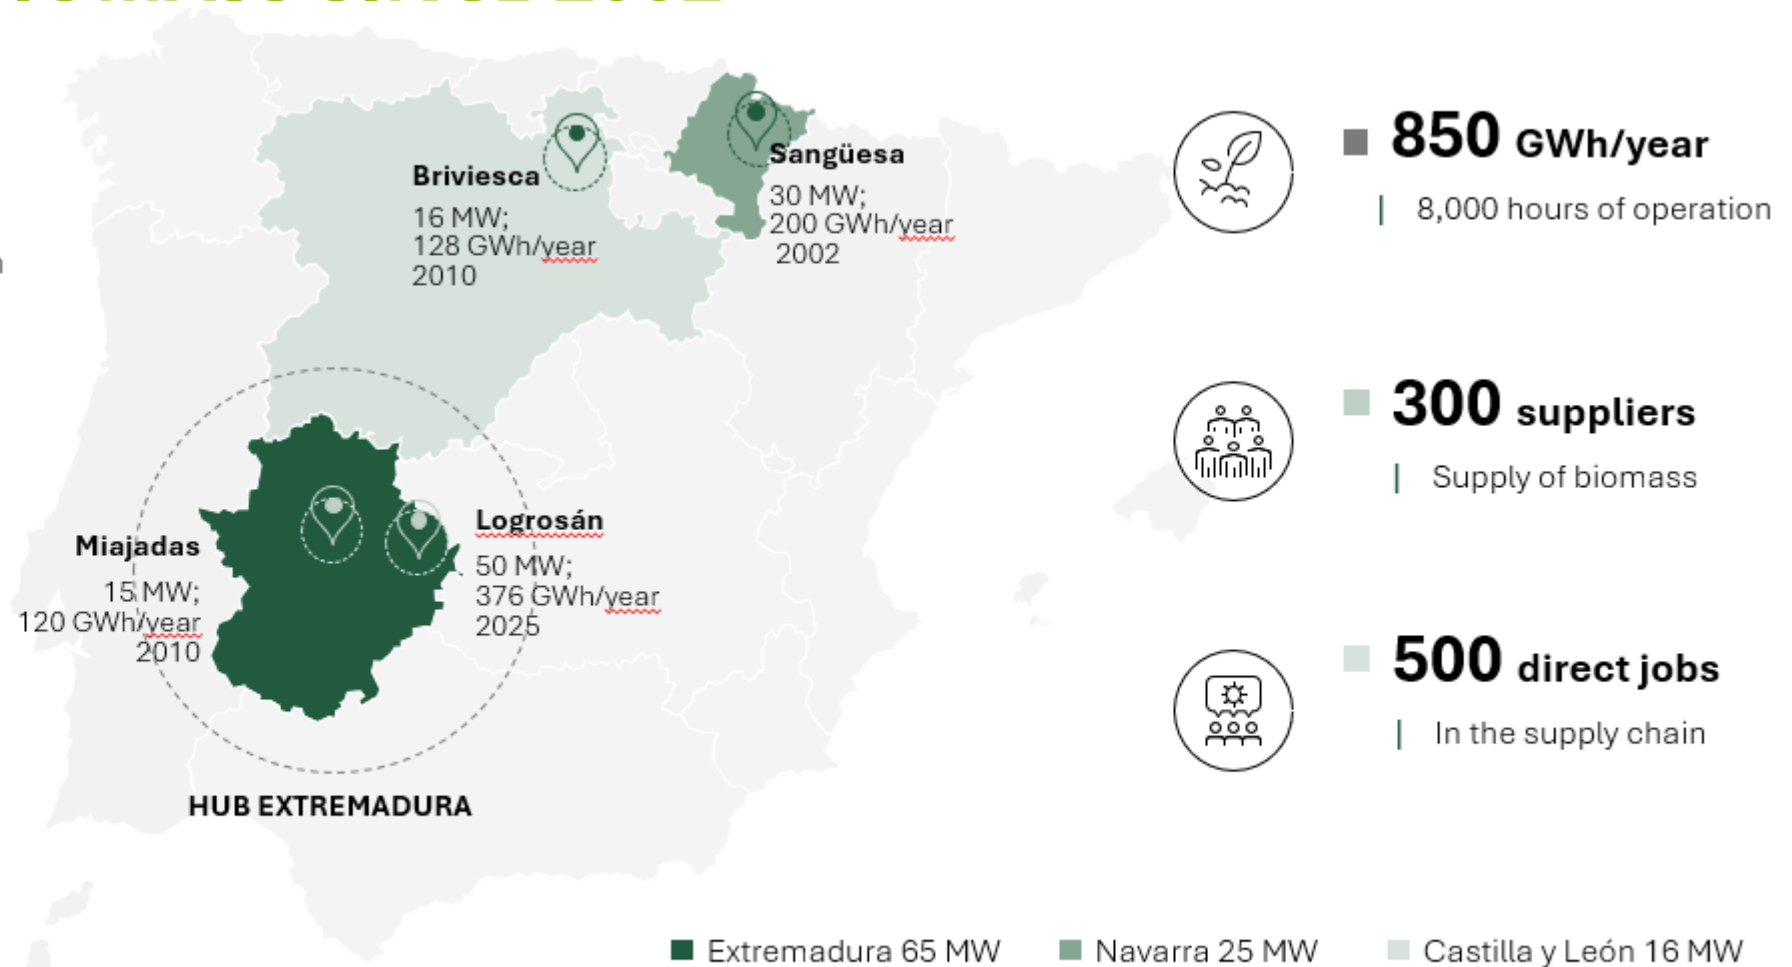 SINCE 2002
Briviesca
16 MW;
128 GWh/year
2010
Sangüesa
30 MW;
200 GWh/year
2002
Miajadas
15 MW;
120 GWh/year
2010
Logrosán
50 MW;
376 GWh/year
2025
HUB EXTREMADURA
850 GWh/year
8,000 hours of operation
300 suppliers
Supply of biomass
500 direct jobs
In the supply chain
Extremadura 65 MW
Navarra 25 MW
Castilla y León 16 MW